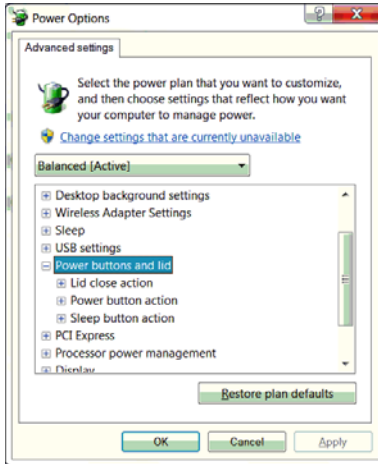 Power Options
Advanced settings
Select the power plan that you want to customize,
and then choose settings that reflect how you want
your computer to manage power.
Change settings that are currently unavailable
Balanced [Active]
Desktop background settings
Wireless Adapter Settings
Sleep
USB settings
Power buttons and lid
Lid close action
Power button action
Sleep button action
PCI Express
Processor power management
Display
Restore plan defaults
OK Cancel Apply